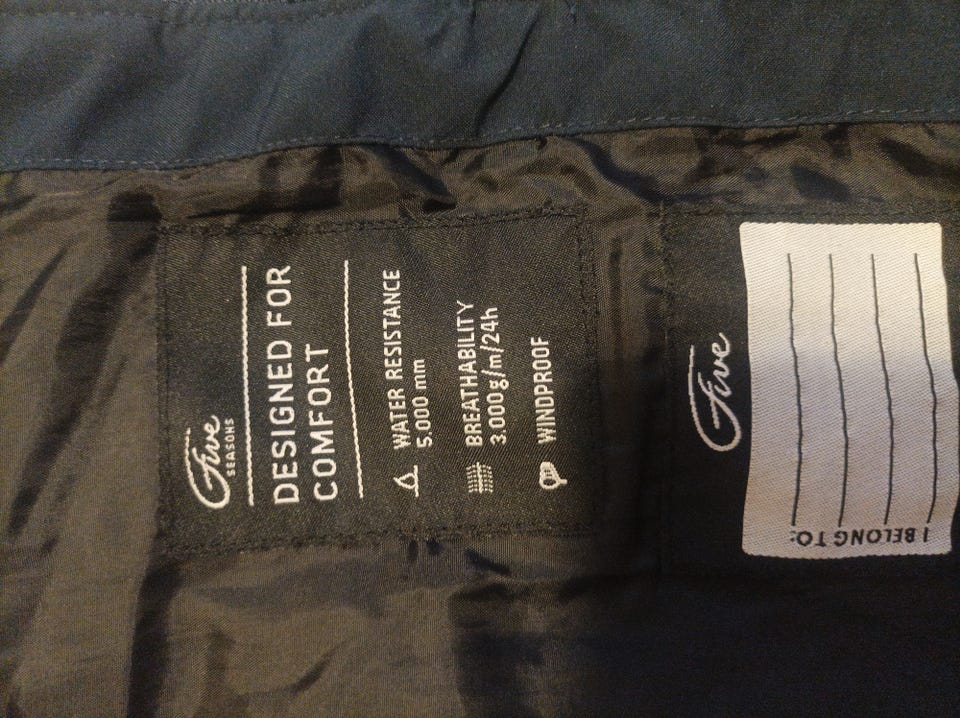 Five
SEASONS
DESIGNED FOR
COMFORT
WATER RESISTANCE
5.000 mm
BREATHABILITY
3.000g/m/24h
WINDPROOF
Five
I BELONG TO: